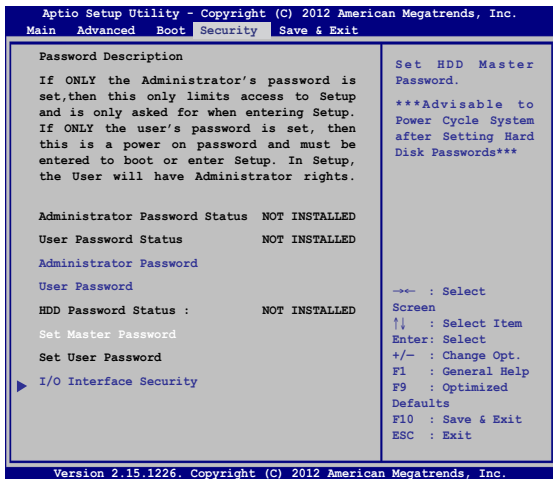 Aptio Setup Utility - Copyright (C) 2012 American Megatrends, Inc.
Main Advanced Boot Security Save & Exit
Password Description
If ONLY the Administrator's password is
set,then this only limits access to Setup
and is only asked for when entering Setup.
If ONLY the user's password is set, then
this is a power on password and must be
entered to boot or enter Setup. In Setup,
the User will have Administrator rights.
Administrator Password Status NOT INSTALLED
User Password Status NOT INSTALLED
Administrator Password
User Password
HDD Password Status : NOT INSTALLED
Set Master Password
Set User Password
I/O Interface Security
Set HDD Master
Password.
***Advisable to
Power Cycle System
after Setting Hard
Disk Passwords***
→← : Select
Screen
↑↓ : Select Item
Enter: Select
+/— : Change Opt.
F1 : General Help
F9 : Optimized
Defaults
F10 : Save & Exit
ESC : Exit
Version 2.15.1226. Copyright (C) 2012 American Megatrends, Inc.